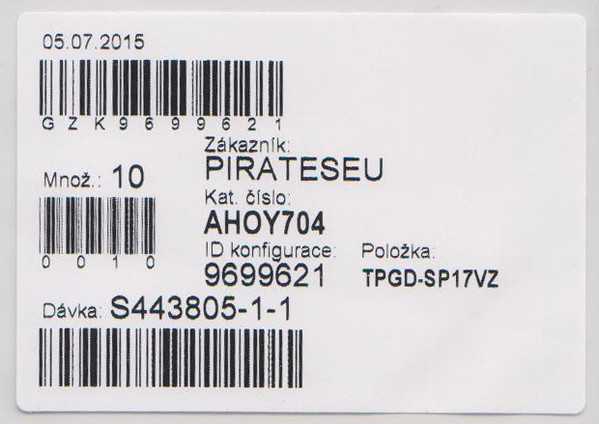 05.07.2015
GZK9699621
Zákazník:
PIRATESEU
Množ.: 10
Kat. číslo:
AHOY704
0010
ID konfigurace:
9699621
Položka:
TPGD-SP17VZ
Dávka: S443805-1-1